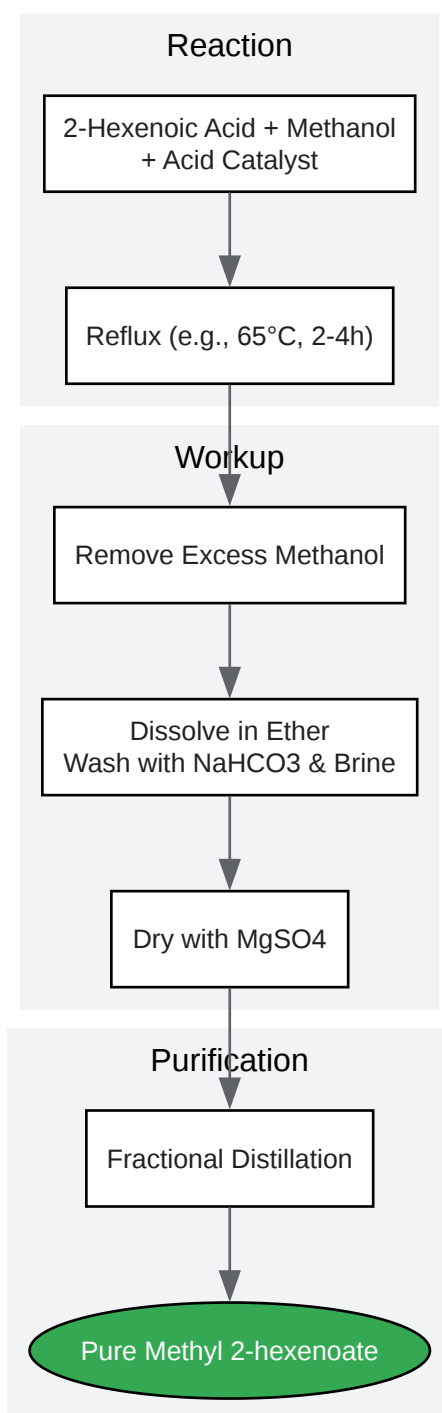 Reaction
2-Hexenoic Acid + Methanol
+ Acid Catalyst
Reflux (e.g., 65°C, 2-4h)
Workup
Remove Excess Methanol
Dissolve in Ether
Wash with NaHCO3 & Brine
Dry with MgSO4
Purification
Fractional Distillation
Pure Methyl 2-hexenoate